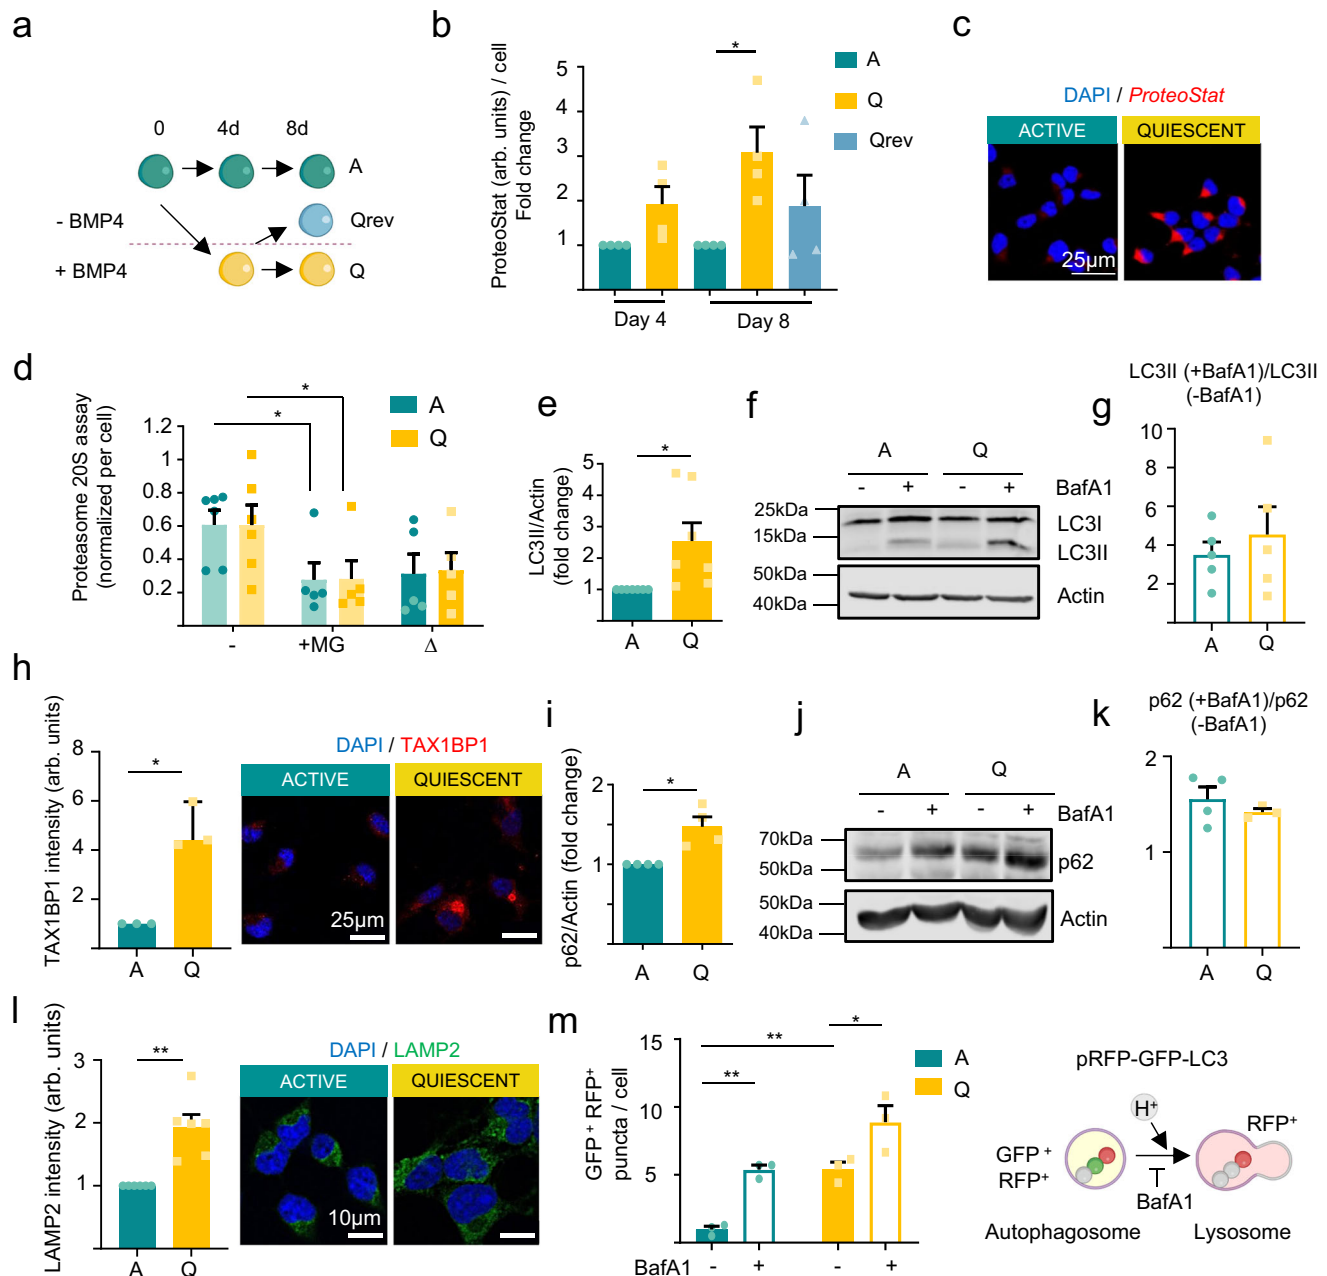 a
0 4d 8d
A
- BMP4
Qrev
+ BMP4
Q
b
ProteoStat (arb. units) / cell
Fold change
5
4
3
2
1
*
A
Q
Qrev
Day 4
Day 8
c
DAPI / ProteoStat
ACTIVE
QUIESCENT
25µm
d
Proteasome 20S assay
(normalized per cell)
1.2
1
0.8
0.6
0.4
0.2
*
*
A
Q
-
+MG
Δ
e
LC3II/Actin
(fold change)
5
4
3
2
1
*
A
Q
f
A
Q
- + - +
BafA1
25kDa
15kDa
LC3I
LC3II
50kDa
40kDa
Actin
g
LC3II (+BafA1)/LC3II
(-BafA1)
10
8
6
4
2
A
Q
h
TAX1BP1 intensity (arb. units)
8
6
4
2
*
A
Q
DAPI / TAX1BP1
ACTIVE
QUIESCENT
25µm
i
p62/Actin (fold change)
2
1
*
A
Q
j
A
Q
- + - +
BafA1
70kDa
50kDa
p62
50kDa
40kDa
Actin
k
p62 (+BafA1)/p62
(-BafA1)
2
1
A
Q
l
LAMP2 intensity (arb. units)
3
2
1
**
A
Q
DAPI / LAMP2
ACTIVE
QUIESCENT
10µm
m
GFP⁺ RFP⁺
puncta / cell
15
10
5
**
**
*
A
Q
BafA1 - + - +
pRFP-GFP-LC3
H⁺
RFP⁺
GFP ⁺
RFP⁺
BafA1
Autophagosome
Lysosome